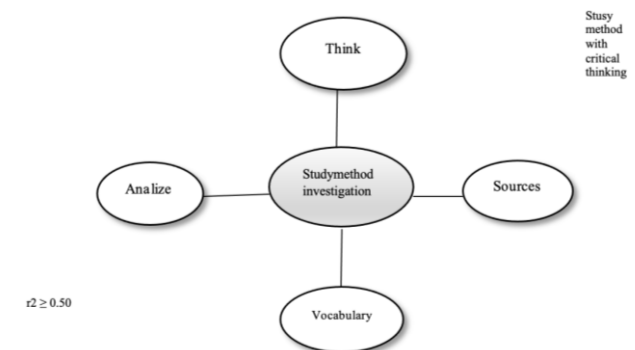 Stusy
method
with
critical
thinking
Think
Analize
Studymethod
investigation
Sources
r2 ≥ 0.50
Vocabulary